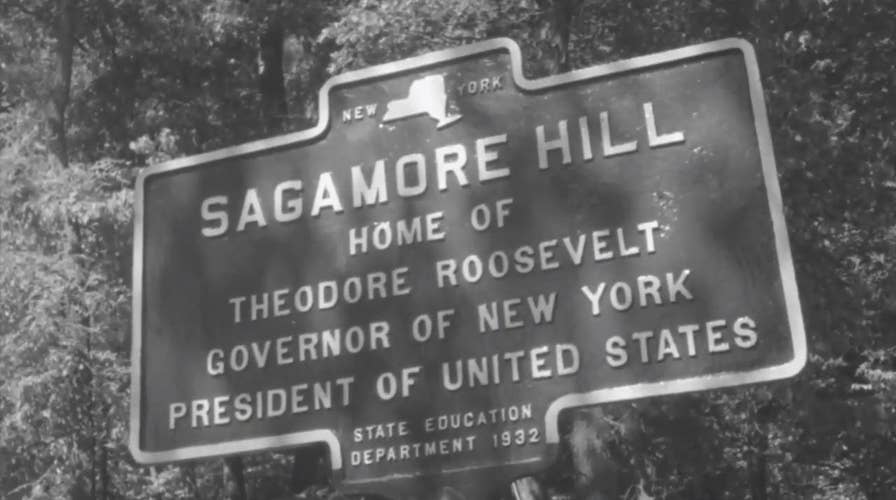 NEW YORK
SAGAMORE HILL
HOME OF
THEODORE ROOSEVELT
GOVERNOR OF NEW YORK
PRESIDENT OF UNITED STATES
STATE EDUCATION
DEPARTMENT 1932